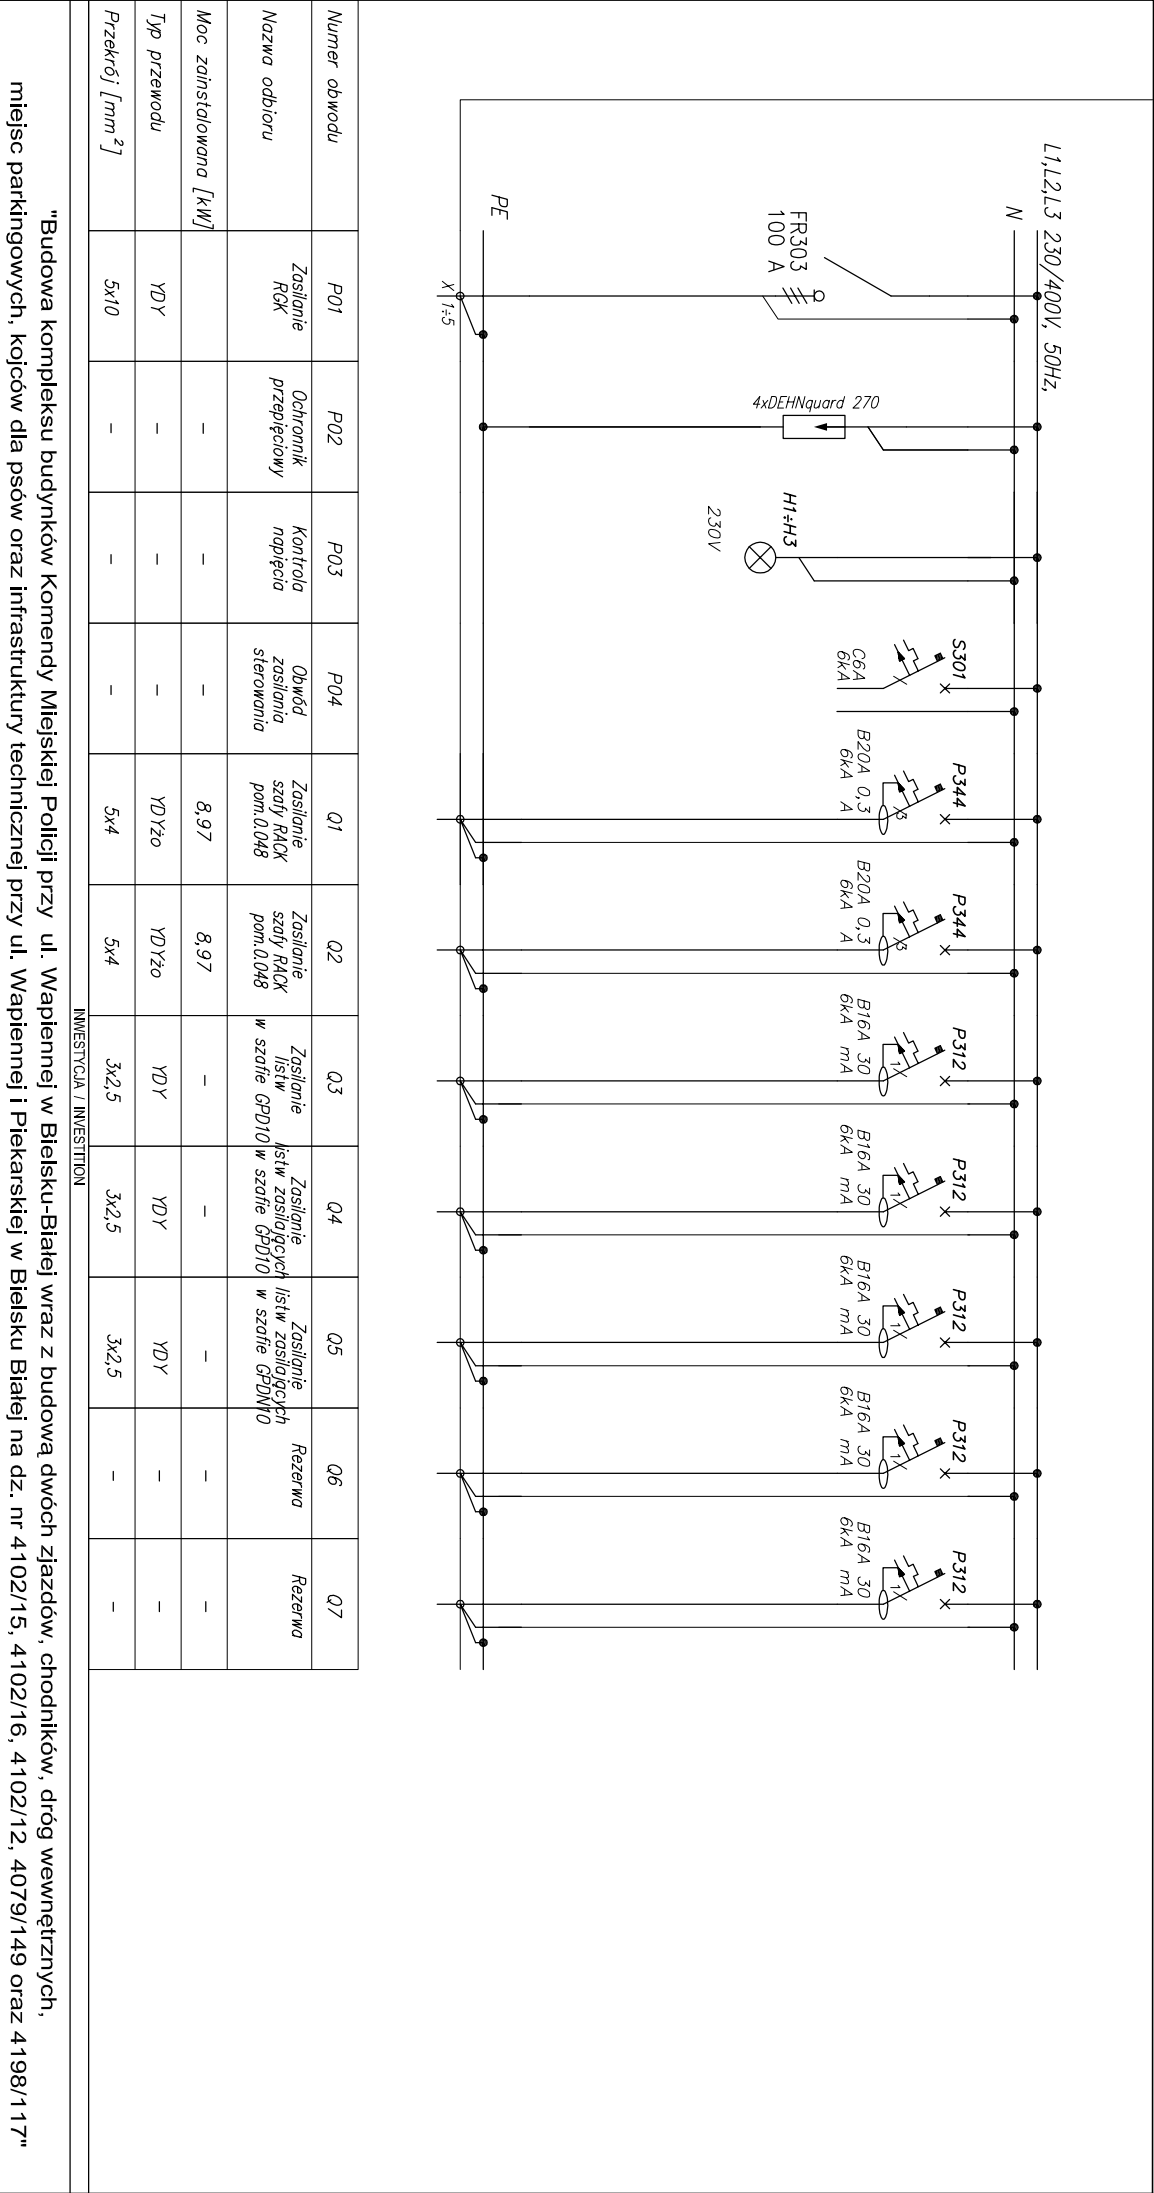 L1,L2,L3 230/400V, 50Hz,
N
FR303
100 A
PE
X 1÷5
4xDEHNquard 270
H1÷H3
230V
S301
C6A
6kA
P344
B20A 0,3
6kA A
3
P344
B20A 0,3
6kA A
3
P312
B16A 30
6kA mA
1
P312
B16A 30
6kA mA
1
P312
B16A 30
6kA mA
1
P312
B16A 30
6kA mA
1
P312
B16A 30
6kA mA
1
Numer obwodu P01 P02 P03 P04 Q1 Q2 Q3 Q4 Q5 Q6 Q7
Nazwa odbioru
Zasilanie
RGK
Ochronnik
przepięciowy
Kontrola
napięcia
Obwód
zasilania
sterowania
Zasilanie
szafy RACK
pom.0.048
Zasilanie
szafy RACK
pom.0.048
Zasilanie
listw
w szafie GPD10
Zasilanie
listw zasilających
w szafie GPD10
Zasilanie
listw zasilających
w szafie GPDN10
Rezerwa
Rezerwa
Moc zainstalowana [kW] – – – 8,97 8,97 – – – – –
Typ przewodu YDY – – – YDYżo YDYżo YDY YDY YDY – –
Przekrój [mm²] 5x10 – – – 5x4 5x4 3x2,5 3x2,5 3x2,5 – –
INWESTYCJA / INVESTITION
"Budowa kompleksu budynków Komendy Miejskiej Policji przy ul. Wapiennej w Bielsku-Białej wraz z budową dwóch zjazdów, chodników, dróg wewnętrznych,
miejsc parkingowych, kojców dla psów oraz infrastruktury technicznej przy ul. Wapiennej i Piekarskiej w Bielsku Białej na dz. nr 4102/15, 4102/16, 4102/12, 4079/149 oraz 4198/117"